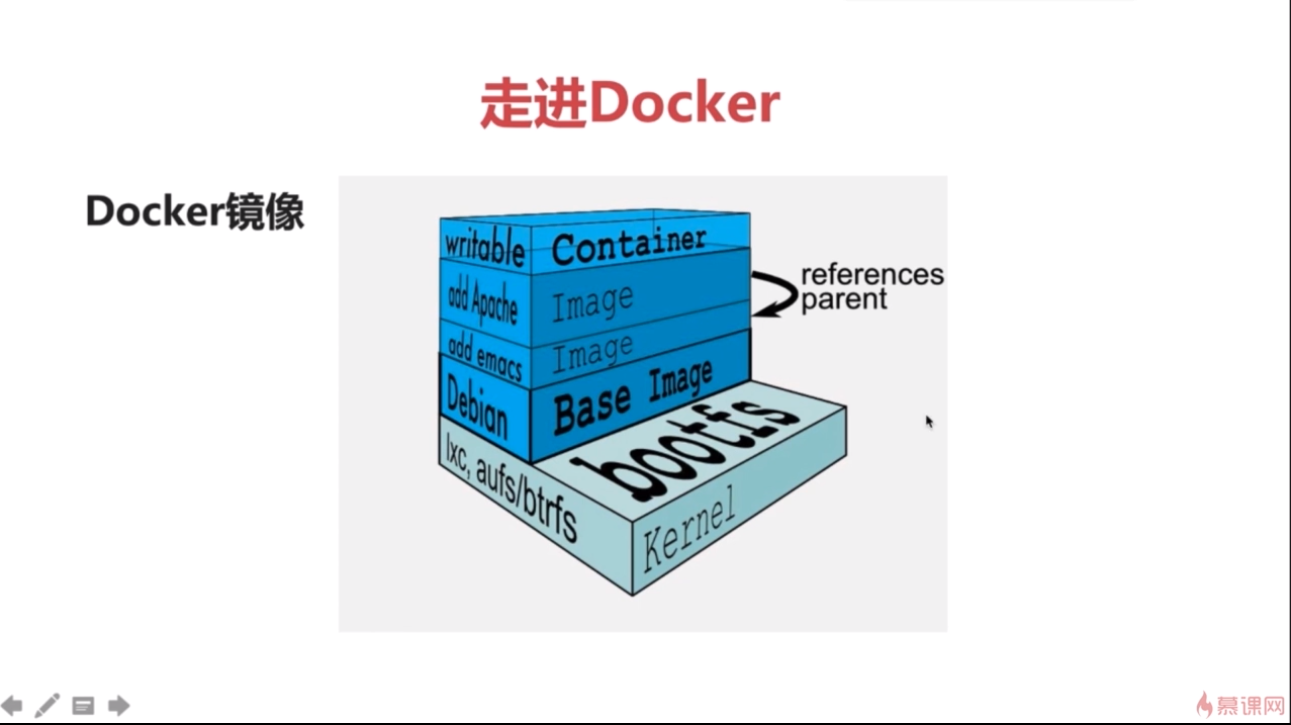 走进Docker
Docker镜像
writable Container
add Apache Image
add emacs Image
Debian Base Image
references
parent
lxc, aufs/btrfs
bootfs
Kernel
慕课网